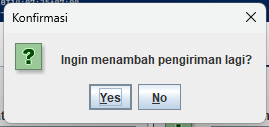 Konfirmasi
Ingin menambah pengiriman lagi?
Yes No